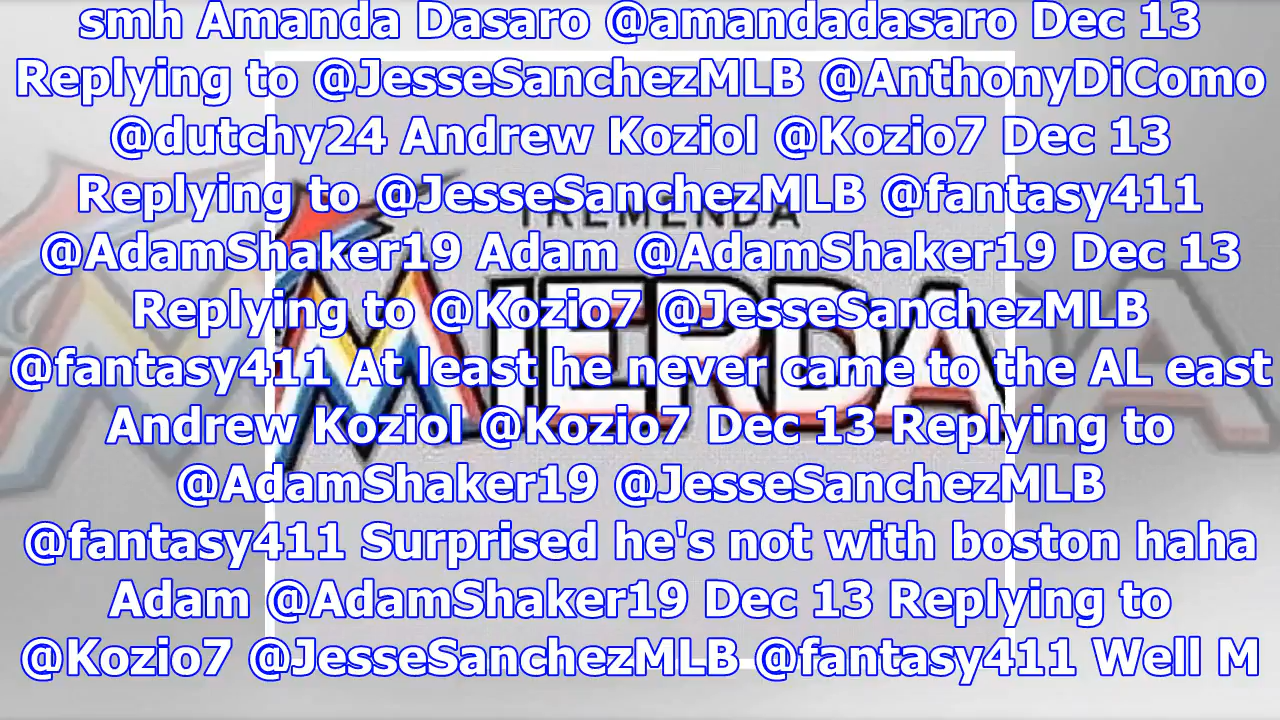 smh Amanda Dasaro @amandadasaro Dec 13
Replying to @JesseSanchezMLB @AnthonyDiComo
@dutchy24 Andrew Koziol @Kozio7 Dec 13
Replying to @JesseSanchezMLB @fantasy411
TREMENDA
@AdamShaker19 Adam @AdamShaker19 Dec 13
Replying to @Kozio7 @JesseSanchezMLB
MIERDA
@fantasy411 At least he never came to the AL east
Andrew Koziol @Kozio7 Dec 13 Replying to
@AdamShaker19 @JesseSanchezMLB
@fantasy411 Surprised he's not with boston haha
Adam @AdamShaker19 Dec 13 Replying to
@Kozio7 @JesseSanchezMLB @fantasy411 Well M